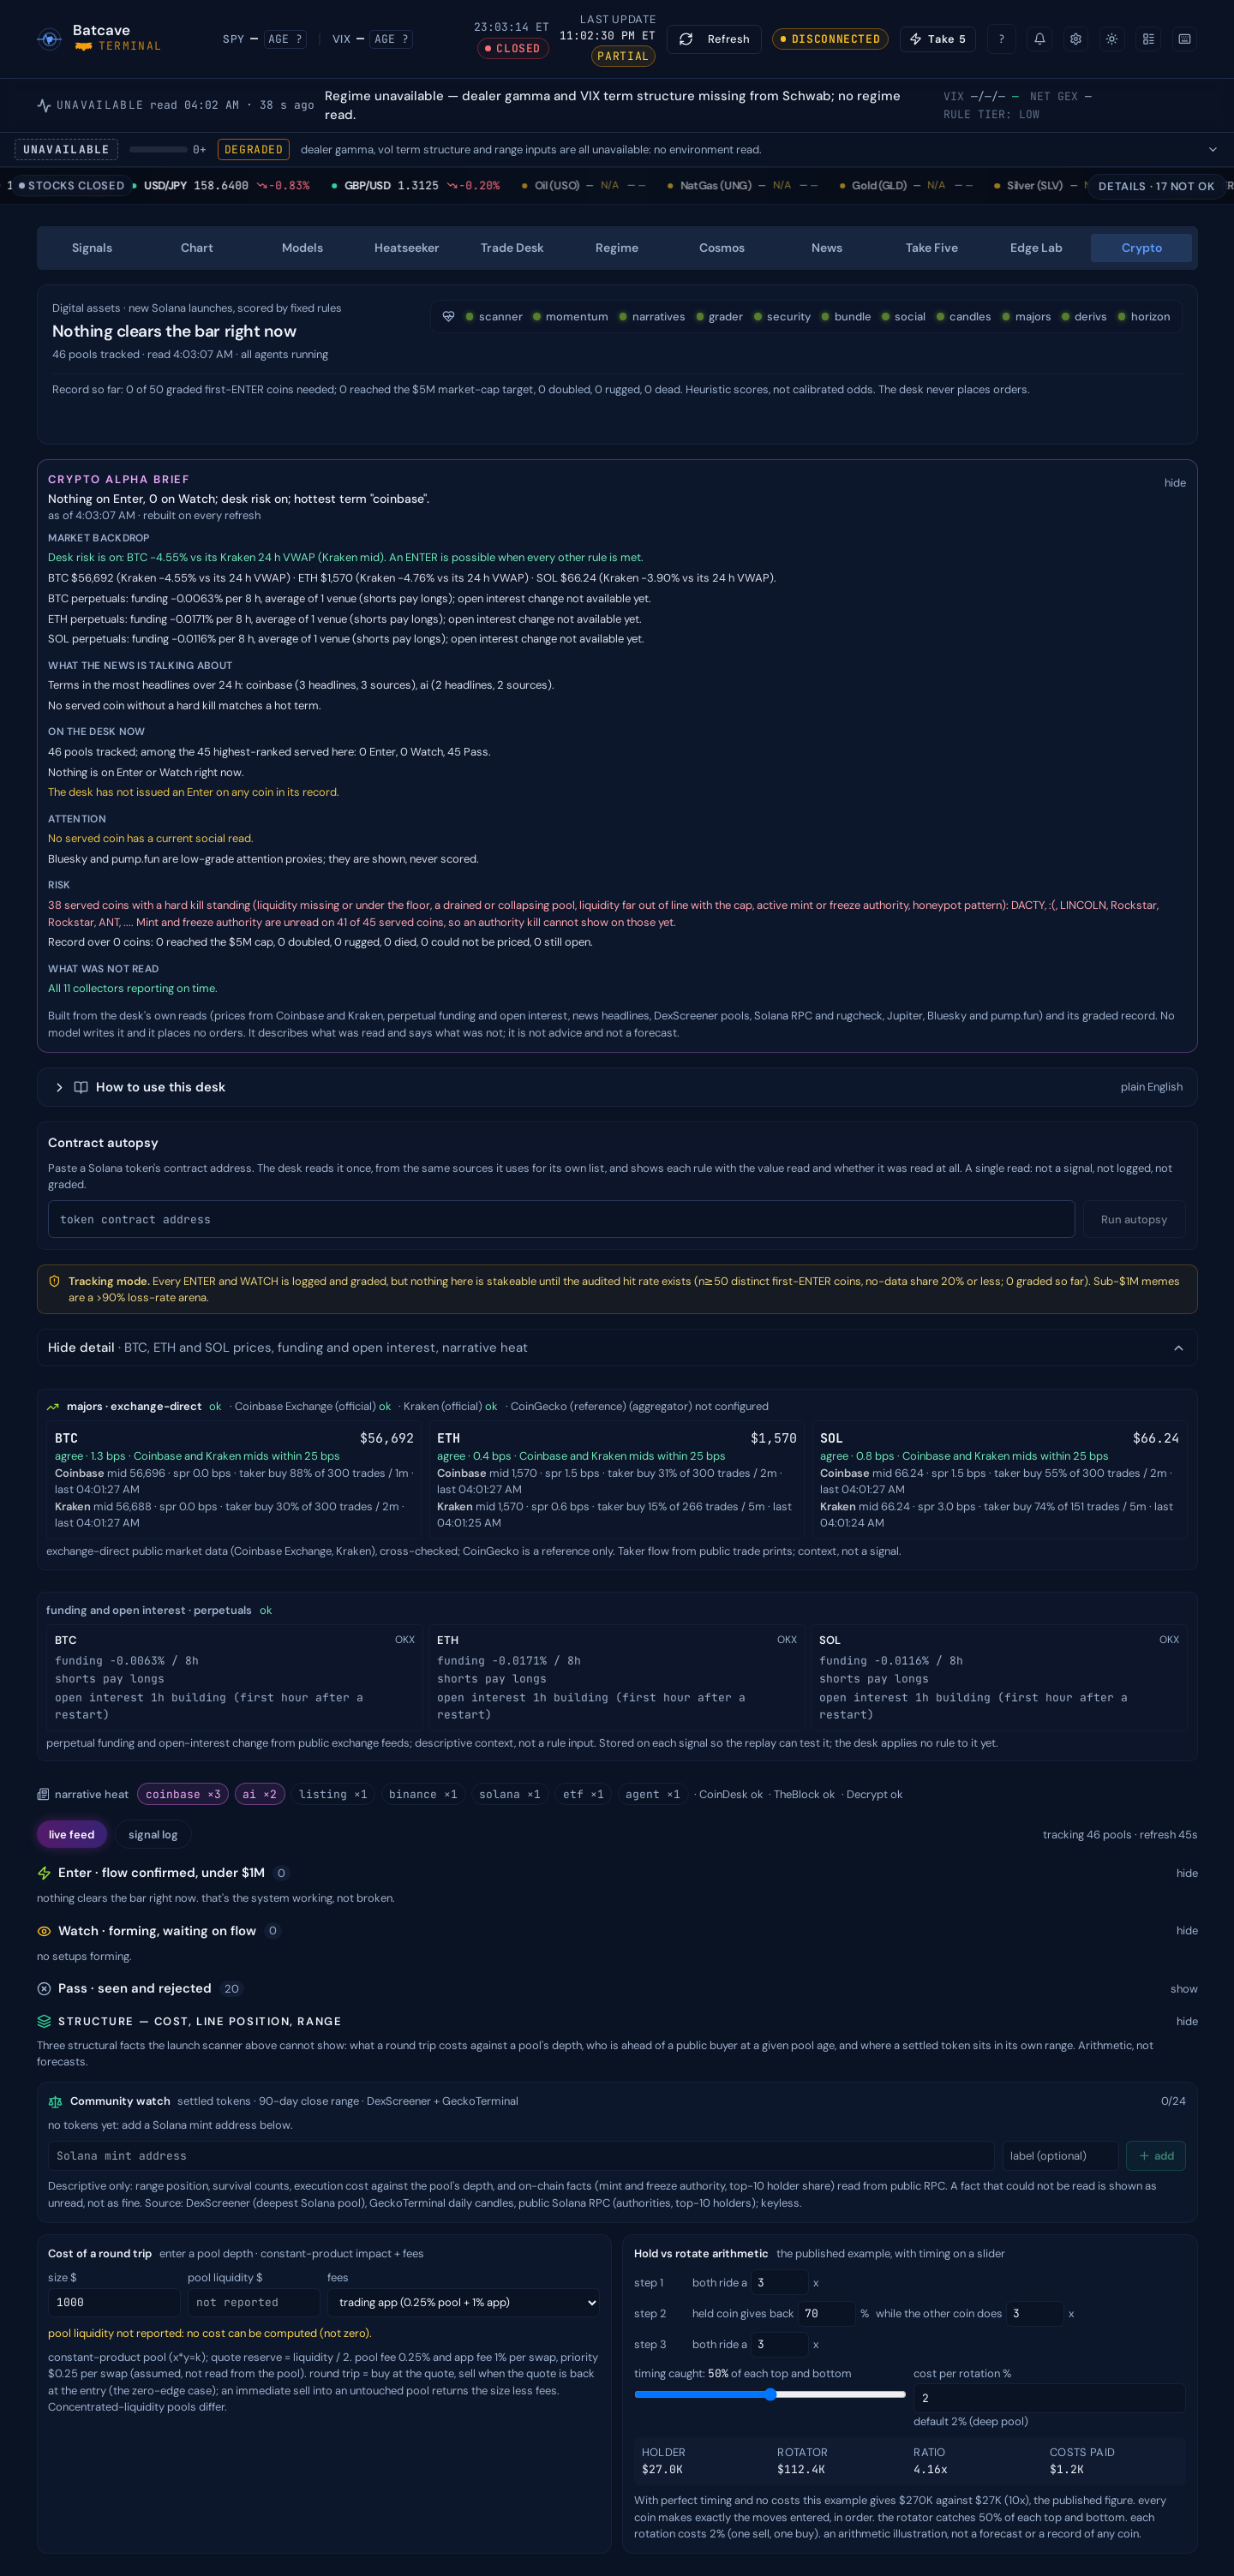 Batcave
TERMINAL
SPY — AGE ? | VIX — AGE ?
23:03:14 ET
CLOSED
LAST UPDATE
11:02:30 PM ET
PARTIAL
Refresh
DISCONNECTED
Take 5
?
UNAVAILABLE read 04:02 AM · 38 s ago
Regime unavailable — dealer gamma and VIX term structure missing from Schwab; no regime
read.
VIX —/—/— — NET GEX —
RULE TIER: LOW
UNAVAILABLE 0+ DEGRADED dealer gamma, vol term structure and range inputs are all unavailable: no environment read.
STOCKS CLOSED USD/JPY 158.6400 -0.83% GBP/USD 1.3125 -0.20% Oil (USO) — N/A — — NatGas (UNG) — N/A — — Gold (GLD) — N/A — — Silver (SLV) — DETAILS · 17 NOT OK
Signals Chart Models Heatseeker Trade Desk Regime Cosmos News Take Five Edge Lab Crypto
Digital assets · new Solana launches, scored by fixed rules
Nothing clears the bar right now
46 pools tracked · read 4:03:07 AM · all agents running
scanner momentum narratives grader security bundle social candles majors derivs horizon
Record so far: 0 of 50 graded first-ENTER coins needed; 0 reached the $5M market-cap target, 0 doubled, 0 rugged, 0 dead. Heuristic scores, not calibrated odds. The desk never places orders.
CRYPTO ALPHA BRIEF
hide
Nothing on Enter, 0 on Watch; desk risk on; hottest term "coinbase".
as of 4:03:07 AM · rebuilt on every refresh
MARKET BACKDROP
Desk risk is on: BTC -4.55% vs its Kraken 24 h VWAP (Kraken mid). An ENTER is possible when every other rule is met.
BTC $56,692 (Kraken -4.55% vs its 24 h VWAP) · ETH $1,570 (Kraken -4.76% vs its 24 h VWAP) · SOL $66.24 (Kraken -3.90% vs its 24 h VWAP).
BTC perpetuals: funding -0.0063% per 8 h, average of 1 venue (shorts pay longs); open interest change not available yet.
ETH perpetuals: funding -0.0171% per 8 h, average of 1 venue (shorts pay longs); open interest change not available yet.
SOL perpetuals: funding -0.0116% per 8 h, average of 1 venue (shorts pay longs); open interest change not available yet.
WHAT THE NEWS IS TALKING ABOUT
Terms in the most headlines over 24 h: coinbase (3 headlines, 3 sources), ai (2 headlines, 2 sources).
No served coin without a hard kill matches a hot term.
ON THE DESK NOW
46 pools tracked; among the 45 highest-ranked served here: 0 Enter, 0 Watch, 45 Pass.
Nothing is on Enter or Watch right now.
The desk has not issued an Enter on any coin in its record.
ATTENTION
No served coin has a current social read.
Bluesky and pump.fun are low-grade attention proxies; they are shown, never scored.
RISK
38 served coins with a hard kill standing (liquidity missing or under the floor, a drained or collapsing pool, liquidity far out of line with the cap, active mint or freeze authority, honeypot pattern): DACTY, :(, LINCOLN, Rockstar,
Rockstar, ANT, .... Mint and freeze authority are unread on 41 of 45 served coins, so an authority kill cannot show on those yet.
Record over 0 coins: 0 reached the $5M cap, 0 doubled, 0 rugged, 0 died, 0 could not be priced, 0 still open.
WHAT WAS NOT READ
All 11 collectors reporting on time.
Built from the desk's own reads (prices from Coinbase and Kraken, perpetual funding and open interest, news headlines, DexScreener pools, Solana RPC and rugcheck, Jupiter, Bluesky and pump.fun) and its graded record. No
model writes it and it places no orders. It describes what was read and says what was not; it is not advice and not a forecast.
How to use this desk
plain English
Contract autopsy
Paste a Solana token's contract address. The desk reads it once, from the same sources it uses for its own list, and shows each rule with the value read and whether it was read at all. A single read: not a signal, not logged, not
graded.
token contract address
Run autopsy
Tracking mode. Every ENTER and WATCH is logged and graded, but nothing here is stakeable until the audited hit rate exists (n≥50 distinct first-ENTER coins, no-data share 20% or less; 0 graded so far). Sub-$1M memes
are a >90% loss-rate arena.
Hide detail · BTC, ETH and SOL prices, funding and open interest, narrative heat
majors · exchange-direct ok · Coinbase Exchange (official) ok · Kraken (official) ok · CoinGecko (reference) (aggregator) not configured
BTC $56,692
agree · 1.3 bps · Coinbase and Kraken mids within 25 bps
Coinbase mid 56,696 · spr 0.0 bps · taker buy 88% of 300 trades / 1m ·
last 04:01:27 AM
Kraken mid 56,688 · spr 0.0 bps · taker buy 30% of 300 trades / 2m ·
last 04:01:27 AM
ETH $1,570
agree · 0.4 bps · Coinbase and Kraken mids within 25 bps
Coinbase mid 1,570 · spr 1.5 bps · taker buy 31% of 300 trades / 2m ·
last 04:01:27 AM
Kraken mid 1,570 · spr 0.6 bps · taker buy 15% of 266 trades / 5m · last
04:01:25 AM
SOL $66.24
agree · 0.8 bps · Coinbase and Kraken mids within 25 bps
Coinbase mid 66.24 · spr 1.5 bps · taker buy 55% of 300 trades / 2m ·
last 04:01:27 AM
Kraken mid 66.24 · spr 3.0 bps · taker buy 74% of 151 trades / 5m · last
04:01:24 AM
exchange-direct public market data (Coinbase Exchange, Kraken), cross-checked; CoinGecko is a reference only. Taker flow from public trade prints; context, not a signal.
funding and open interest · perpetuals ok
BTC OKX
funding -0.0063% / 8h
shorts pay longs
open interest 1h building (first hour after a
restart)
ETH OKX
funding -0.0171% / 8h
shorts pay longs
open interest 1h building (first hour after a
restart)
SOL OKX
funding -0.0116% / 8h
shorts pay longs
open interest 1h building (first hour after a
restart)
perpetual funding and open-interest change from public exchange feeds; descriptive context, not a rule input. Stored on each signal so the replay can test it; the desk applies no rule to it yet.
narrative heat coinbase ×3 ai ×2 listing ×1 binance ×1 solana ×1 etf ×1 agent ×1 · CoinDesk ok · TheBlock ok · Decrypt ok
live feed signal log
tracking 46 pools · refresh 45s
Enter · flow confirmed, under $1M 0
hide
nothing clears the bar right now. that's the system working, not broken.
Watch · forming, waiting on flow 0
hide
no setups forming.
Pass · seen and rejected 20
show
STRUCTURE — COST, LINE POSITION, RANGE
hide
Three structural facts the launch scanner above cannot show: what a round trip costs against a pool's depth, who is ahead of a public buyer at a given pool age, and where a settled token sits in its own range. Arithmetic, not
forecasts.
Community watch settled tokens · 90-day close range · DexScreener + GeckoTerminal
0/24
no tokens yet: add a Solana mint address below.
Solana mint address
label (optional)
+ add
Descriptive only: range position, survival counts, execution cost against the pool's depth, and on-chain facts (mint and freeze authority, top-10 holder share) read from public RPC. A fact that could not be read is shown as
unread, not as fine. Source: DexScreener (deepest Solana pool), GeckoTerminal daily candles, public Solana RPC (authorities, top-10 holders); keyless.
Cost of a round trip enter a pool depth · constant-product impact + fees
size $ pool liquidity $ fees
1000 not reported trading app (0.25% pool + 1% app)
pool liquidity not reported: no cost can be computed (not zero).
constant-product pool (x*y=k); quote reserve = liquidity / 2. pool fee 0.25% and app fee 1% per swap, priority
$0.25 per swap (assumed, not read from the pool). round trip = buy at the quote, sell when the quote is back
at the entry (the zero-edge case); an immediate sell into an untouched pool returns the size less fees.
Concentrated-liquidity pools differ.
Hold vs rotate arithmetic the published example, with timing on a slider
step 1 both ride a 3 x
step 2 held coin gives back 70 % while the other coin does 3 x
step 3 both ride a 3 x
timing caught: 50% of each top and bottom
cost per rotation %
2
default 2% (deep pool)
HOLDER ROTATOR RATIO COSTS PAID
$27.0K $112.4K 4.16x $1.2K
With perfect timing and no costs this example gives $270K against $27K (10x), the published figure. every
coin makes exactly the moves entered, in order. the rotator catches 50% of each top and bottom. each
rotation costs 2% (one sell, one buy). an arithmetic illustration, not a forecast or a record of any coin.